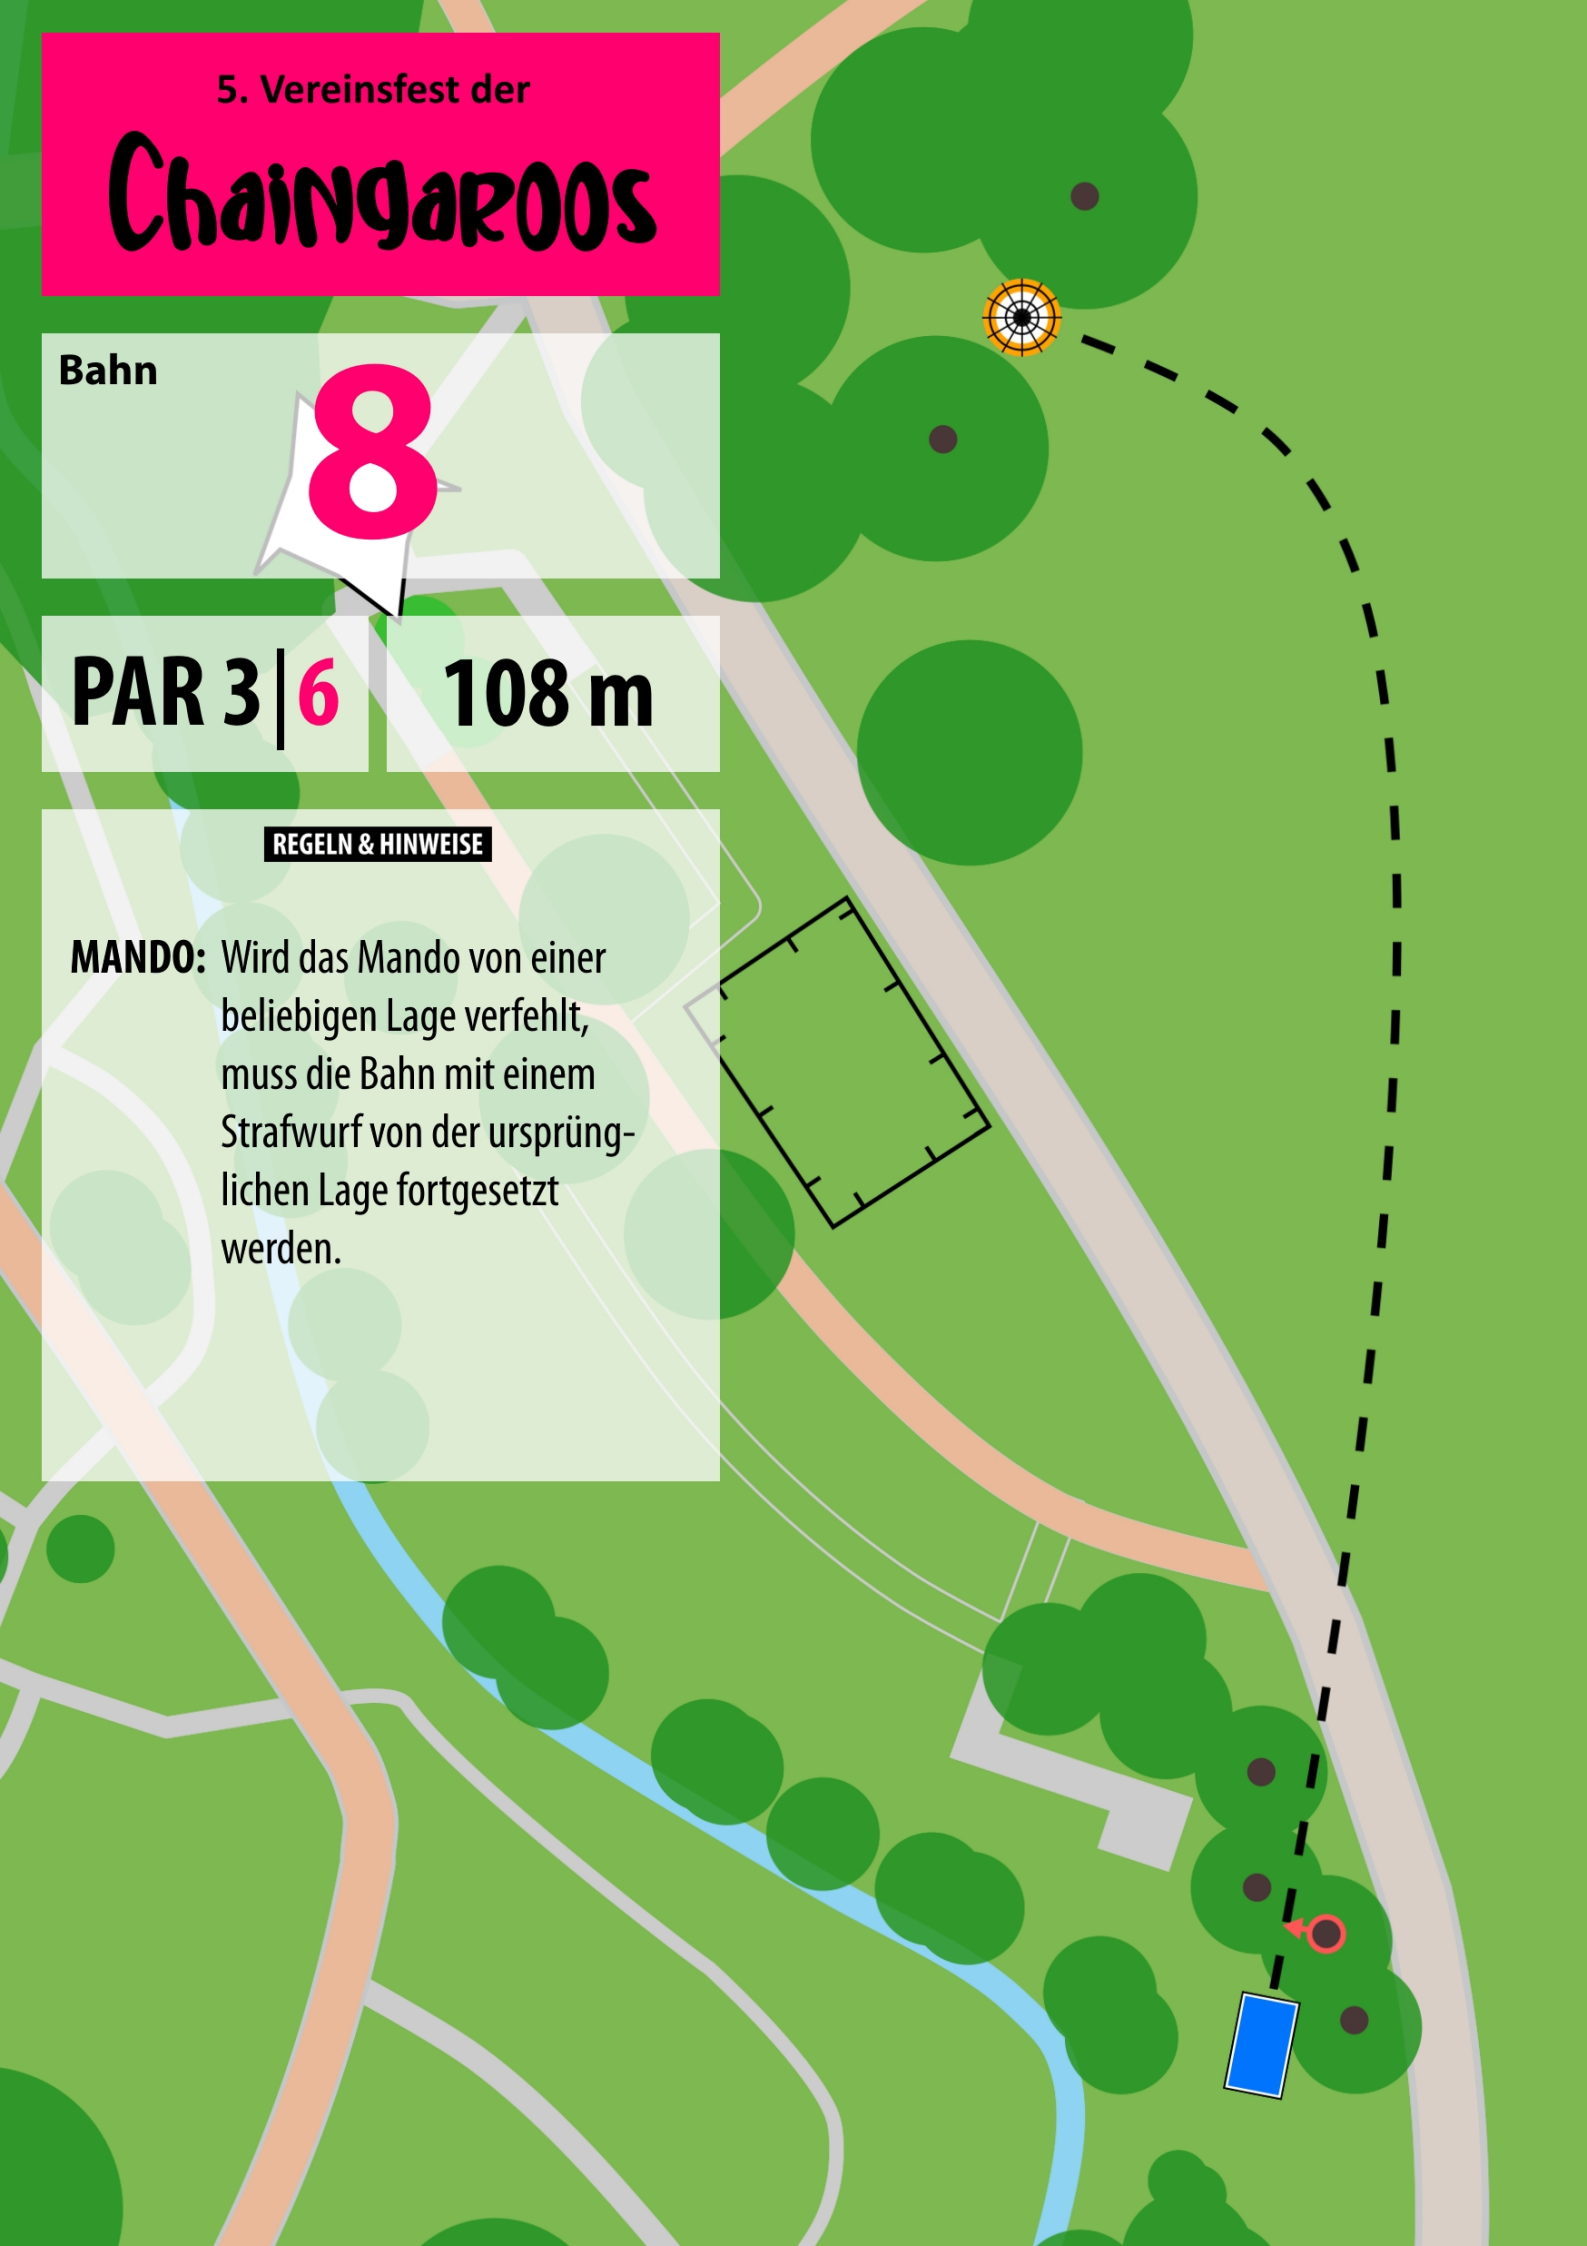 5. Vereinsfest der
Chaingaroos
Bahn
8
PAR 3|6
108 m
REGELN & HINWEISE
MANDO: Wird das Mando von einer
beliebigen Lage verfehlt,
muss die Bahn mit einem
Strafwurf von der ursprüng-
lichen Lage fortgesetzt
werden.